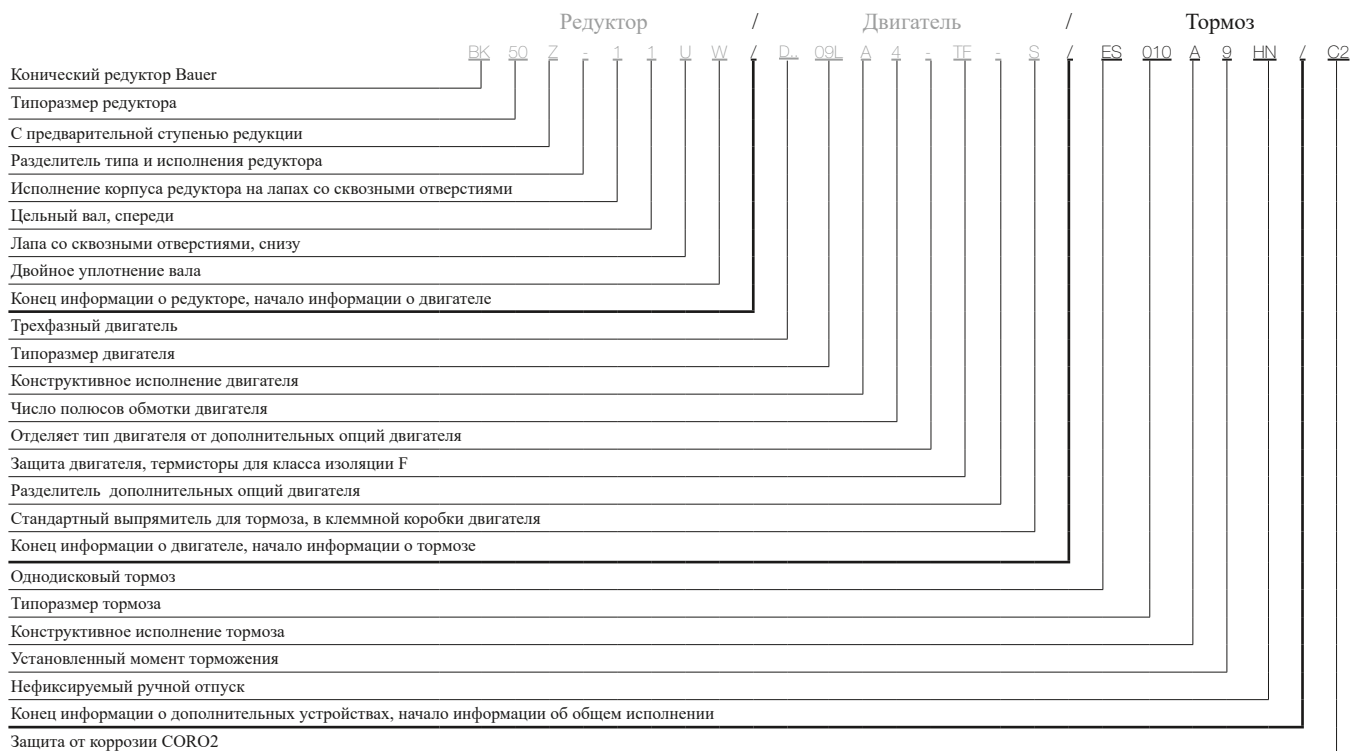 Редуктор / Двигатель / Тормоз
BK 50 Z - 1 1 U W / D.. 09L A 4 - TF - S / ES 010 A 9 HN / C2
Конический редуктор Bauer
Типоразмер редуктора
С предварительной ступенью редукции
Разделитель типа и исполнения редуктора
Исполнение корпуса редуктора на лапах со сквозными отверстиями
Цельный вал, спереди
Лапа со сквозными отверстиями, снизу
Двойное уплотнение вала
Конец информации о редукторе, начало информации о двигателе
Трехфазный двигатель
Типоразмер двигателя
Конструктивное исполнение двигателя
Число полюсов обмотки двигателя
Отделяет тип двигателя от дополнительных опций двигателя
Защита двигателя, термисторы для класса изоляции F
Разделитель дополнительных опций двигателя
Стандартный выпрямитель для тормоза, в клеммной коробки двигателя
Конец информации о двигателе, начало информации о тормозе
Однодисковый тормоз
Типоразмер тормоза
Конструктивное исполнение тормоза
Установленный момент торможения
Нефиксируемый ручной отпуск
Конец информации о дополнительных устройствах, начало информации об общем исполнении
Защита от коррозии CORO2